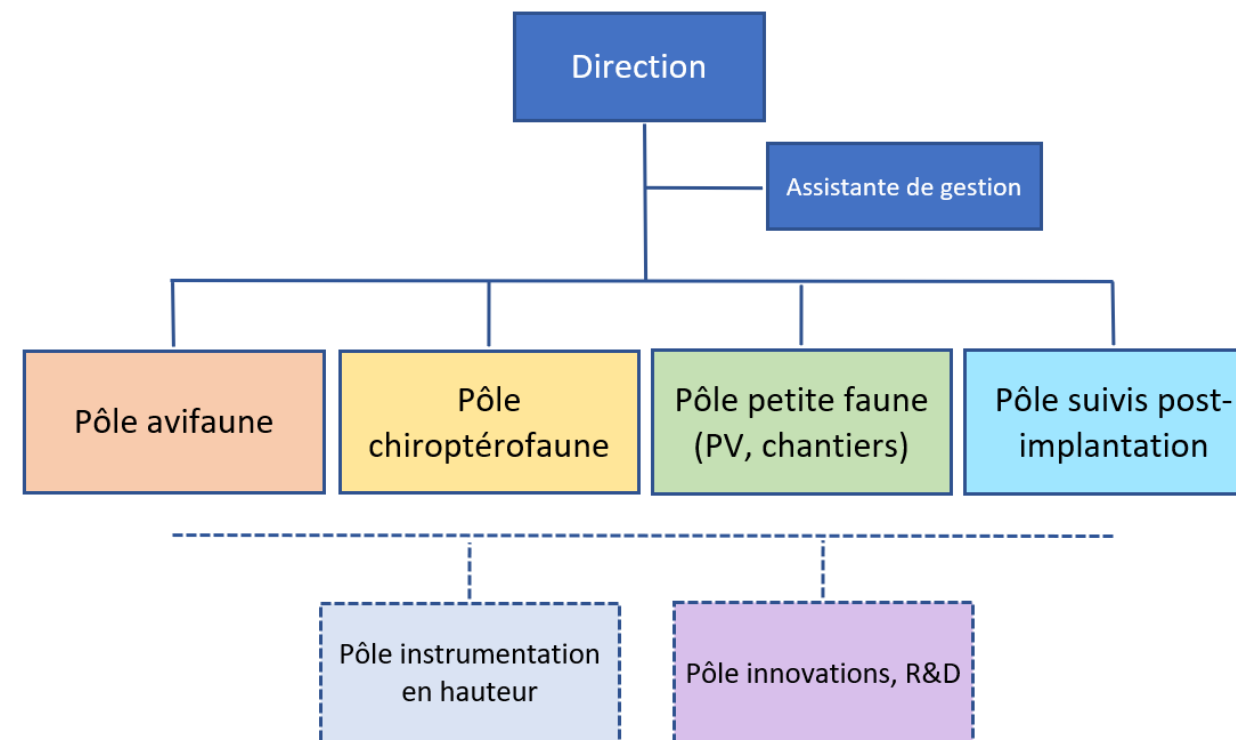 Direction
Assistante de gestion
Pôle avifaune
Pôle
chiroptérofaune
Pôle petite faune
(PV, chantiers)
Pôle suivis post-
implantation
Pôle instrumentation
en hauteur
Pôle innovations, R&D